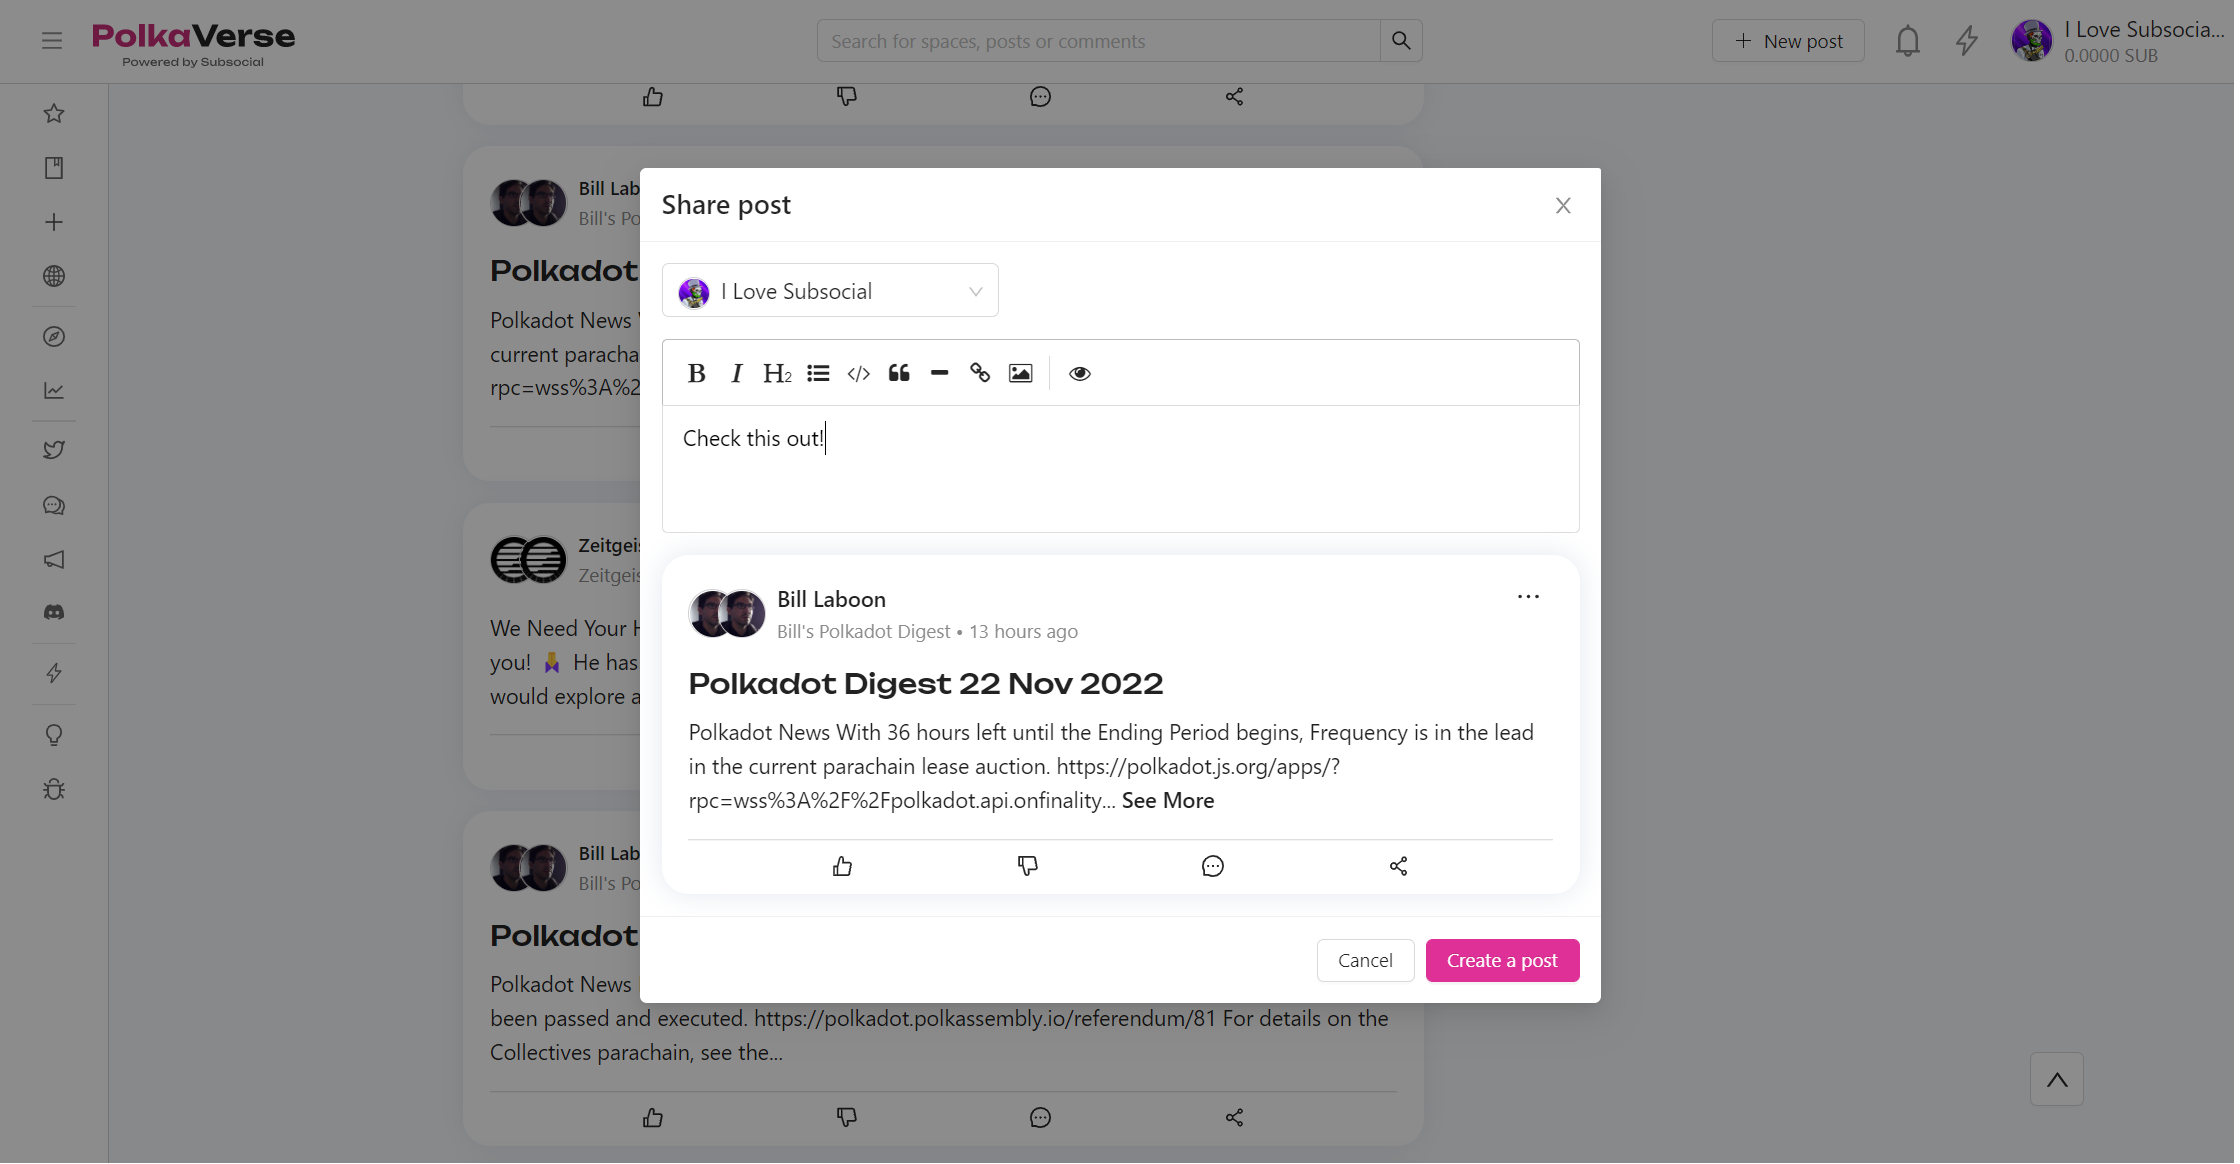 PolkaVerse
Powered by Subsocial
Search for spaces, posts or comments
New post
I Love Subsocia...
0.0000 SUB
Bill Lab
Bill's Po
Polkadot
Polkadot News
current paracha
rpc=wss%3A%2
Zeitgeis
Zeitgeis
We Need Your H
you! He has
would explore a
Bill Lab
Bill's Po
Polkadot
Polkadot News
been passed and executed. https://polkadot.polkassembly.io/referendum/81 For details on the
Collectives parachain, see the...
Share post
I Love Subsocial
B I H2
Check this out!
Bill Laboon
Bill's Polkadot Digest • 13 hours ago
Polkadot Digest 22 Nov 2022
Polkadot News With 36 hours left until the Ending Period begins, Frequency is in the lead
in the current parachain lease auction. https://polkadot.js.org/apps/?
rpc=wss%3A%2F%2Fpolkadot.api.onfinality... See More
Cancel
Create a post